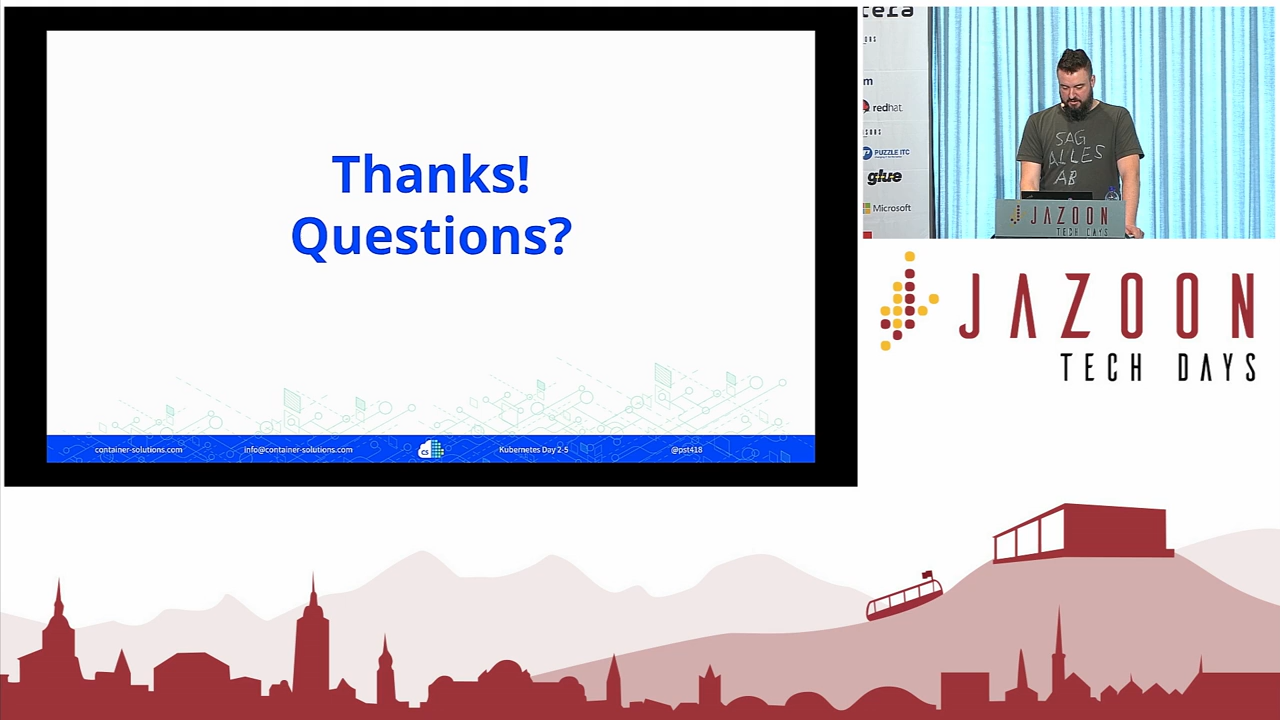 Thanks!
Questions?
container-solutions.com
info@container-solutions.com
cs
Kubernetes Day 2-5
@pst418
redhat.
PUZZLE ITC
glue
Microsoft
SAG
ALLES
AB
JAZOON
TECH DAYS
JAZOON
TECH DAYS